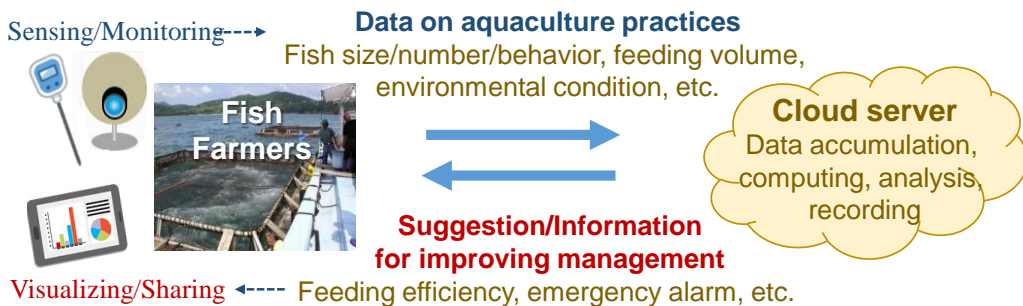 Sensing/Monitoring
Data on aquaculture practices
Fish size/number/behavior, feeding volume,
environmental condition, etc.
Fish
Farmers
Cloud server
Data accumulation,
computing, analysis,
recording
Suggestion/Information
for improving management
Visualizing/Sharing
Feeding efficiency, emergency alarm, etc.